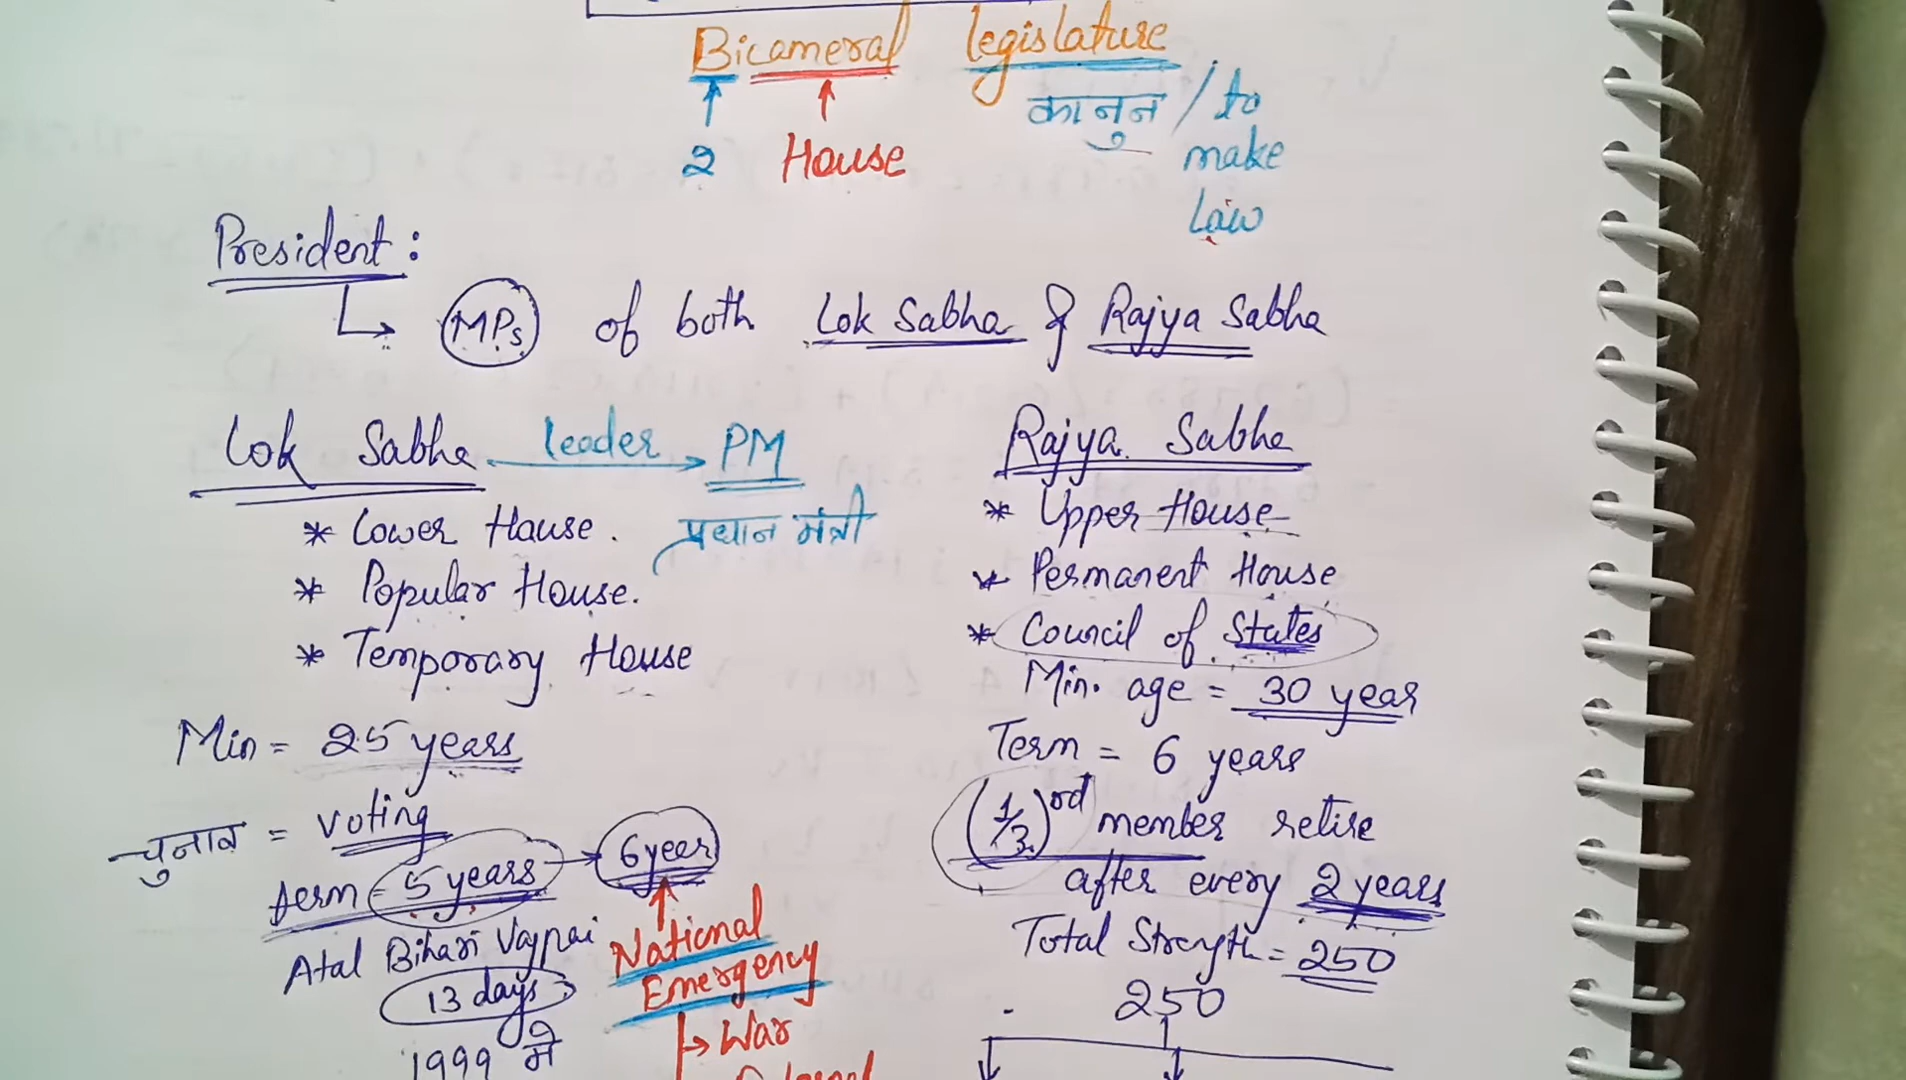 Bicameral legislature
2 House कानुन / to make law
President :
MPs of both Lok Sabha & Rajya Sabha
Lok Sabha leader PM
प्रधान मंत्री
* Lower House.
* Popular House.
* Temporary House
Min = 25 years
चुनाव = voting
term = 5 years 6 year
Atal Bihari Vajpai
13 days
1999 मे
National
Emergency
War
Rajya Sabha
* Upper House
* Permanent House
* Council of States
Min. age = 30 year
Term = 6 years
(1/3)rd member retire
after every 2 years
Total Strength = 250
250